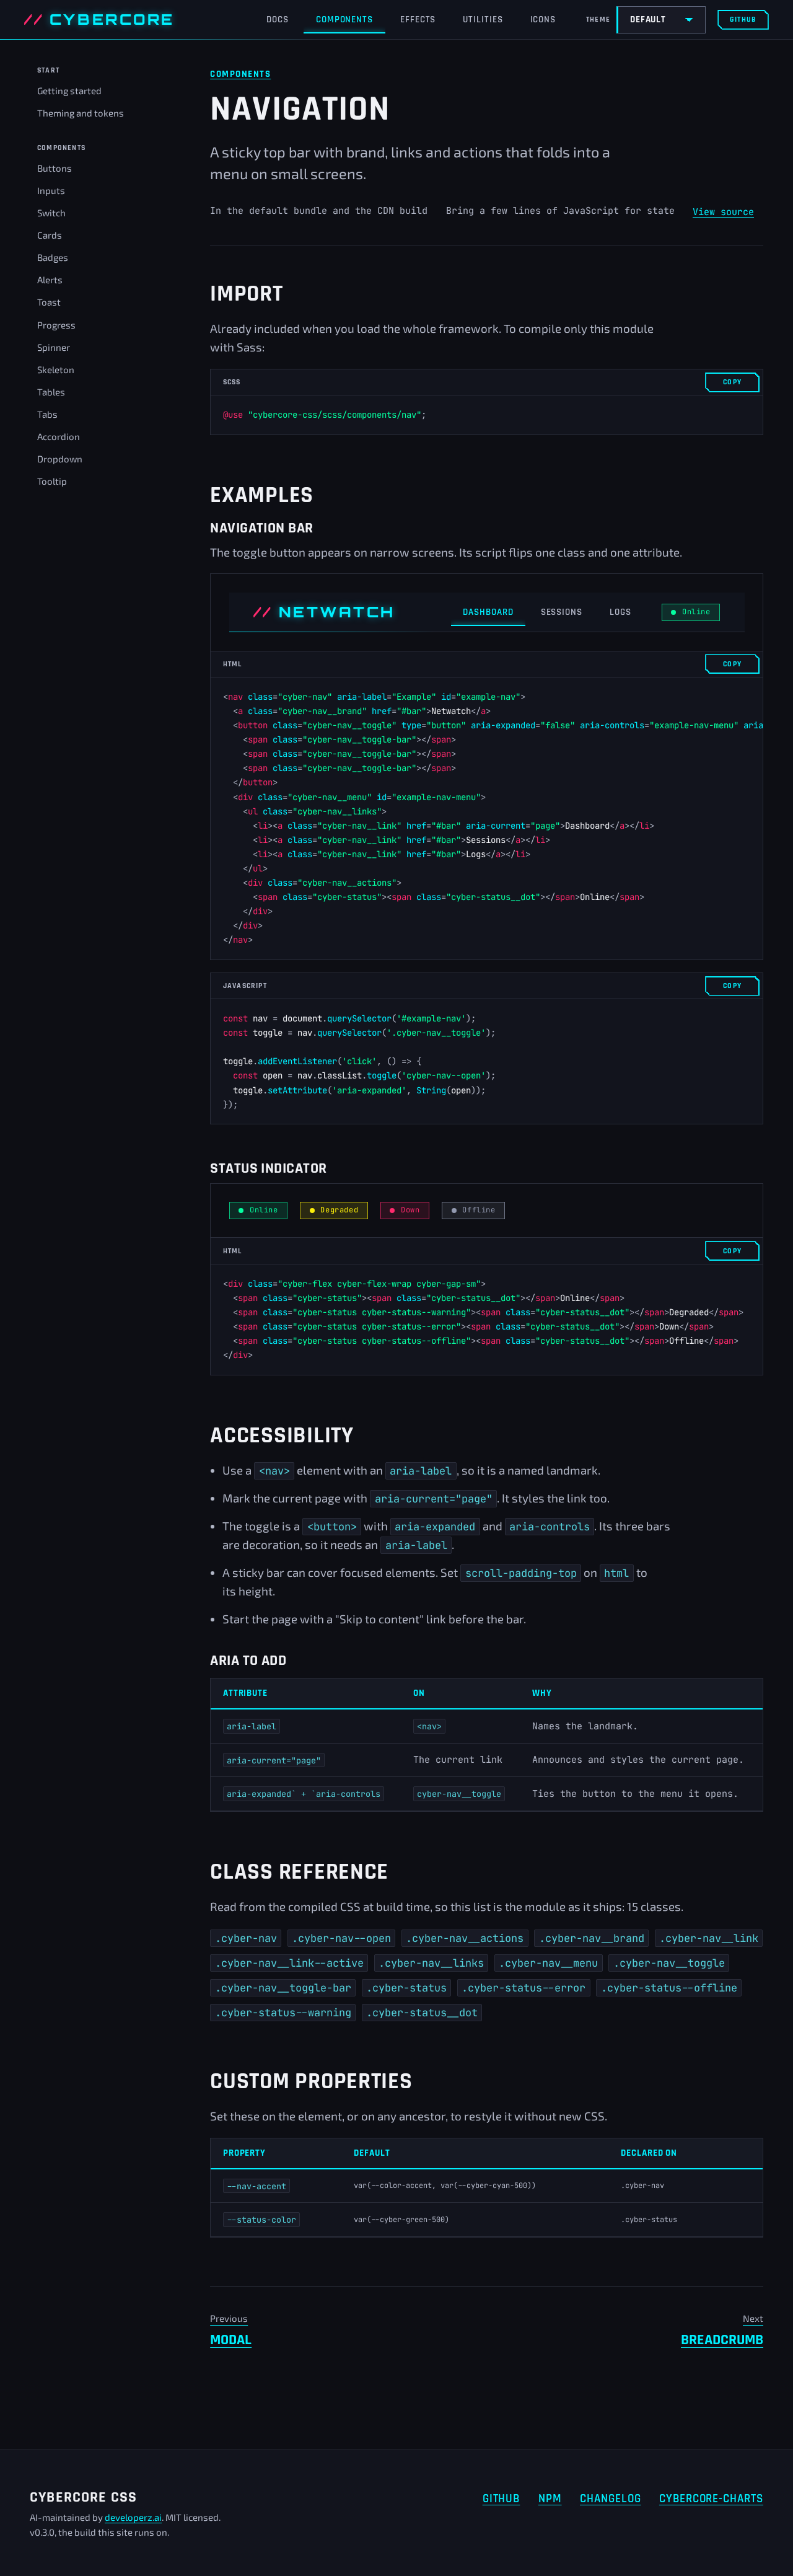 // CYBERCORE
DOCS
COMPONENTS
EFFECTS
UTILITIES
ICONS
THEME
DEFAULT
GITHUB
START
Getting started
Theming and tokens
COMPONENTS
Buttons
Inputs
Switch
Cards
Badges
Alerts
Toast
Progress
Spinner
Skeleton
Tables
Tabs
Accordion
Dropdown
Tooltip
COMPONENTS
NAVIGATION
A sticky top bar with brand, links and actions that folds into a
menu on small screens.
In the default bundle and the CDN build Bring a few lines of JavaScript for state View source
IMPORT
Already included when you load the whole framework. To compile only this module
with Sass:
SCSS
COPY
@use "cybercore-css/scss/components/nav";
EXAMPLES
NAVIGATION BAR
The toggle button appears on narrow screens. Its script flips one class and one attribute.
// NETWATCH
DASHBOARD
SESSIONS
LOGS
Online
HTML
COPY
<nav class="cyber-nav" aria-label="Example" id="example-nav">
  <a class="cyber-nav__brand" href="#bar">Netwatch</a>
  <button class="cyber-nav__toggle" type="button" aria-expanded="false" aria-controls="example-nav-menu" aria
    <span class="cyber-nav__toggle-bar"></span>
    <span class="cyber-nav__toggle-bar"></span>
    <span class="cyber-nav__toggle-bar"></span>
  </button>
  <div class="cyber-nav__menu" id="example-nav-menu">
    <ul class="cyber-nav__links">
      <li><a class="cyber-nav__link" href="#bar" aria-current="page">Dashboard</a></li>
      <li><a class="cyber-nav__link" href="#bar">Sessions</a></li>
      <li><a class="cyber-nav__link" href="#bar">Logs</a></li>
    </ul>
    <div class="cyber-nav__actions">
      <span class="cyber-status"><span class="cyber-status__dot"></span>Online</span>
    </div>
  </div>
</nav>
JAVASCRIPT
COPY
const nav = document.querySelector('#example-nav');
const toggle = nav.querySelector('.cyber-nav__toggle');
toggle.addEventListener('click', () => {
  const open = nav.classList.toggle('cyber-nav--open');
  toggle.setAttribute('aria-expanded', String(open));
});
STATUS INDICATOR
Online
Degraded
Down
Offline
HTML
COPY
<div class="cyber-flex cyber-flex-wrap cyber-gap-sm">
  <span class="cyber-status"><span class="cyber-status__dot"></span>Online</span>
  <span class="cyber-status cyber-status--warning"><span class="cyber-status__dot"></span>Degraded</span>
  <span class="cyber-status cyber-status--error"><span class="cyber-status__dot"></span>Down</span>
  <span class="cyber-status cyber-status--offline"><span class="cyber-status__dot"></span>Offline</span>
</div>
ACCESSIBILITY
• Use a <nav> element with an aria-label, so it is a named landmark.
• Mark the current page with aria-current="page". It styles the link too.
• The toggle is a <button> with aria-expanded and aria-controls. Its three bars
are decoration, so it needs an aria-label.
• A sticky bar can cover focused elements. Set scroll-padding-top on html to
its height.
• Start the page with a "Skip to content" link before the bar.
ARIA TO ADD
ATTRIBUTE ON WHY
aria-label <nav> Names the landmark.
aria-current="page" The current link Announces and styles the current page.
aria-expanded` + `aria-controls cyber-nav__toggle Ties the button to the menu it opens.
CLASS REFERENCE
Read from the compiled CSS at build time, so this list is the module as it ships: 15 classes.
.cyber-nav .cyber-nav--open .cyber-nav__actions .cyber-nav__brand .cyber-nav__link
.cyber-nav__link--active .cyber-nav__links .cyber-nav__menu .cyber-nav__toggle
.cyber-nav__toggle-bar .cyber-status .cyber-status--error .cyber-status--offline
.cyber-status--warning .cyber-status__dot
CUSTOM PROPERTIES
Set these on the element, or on any ancestor, to restyle it without new CSS.
PROPERTY DEFAULT DECLARED ON
--nav-accent var(--color-accent, var(--cyber-cyan-500)) .cyber-nav
--status-color var(--cyber-green-500) .cyber-status
Previous
MODAL
Next
BREADCRUMB
CYBERCORE CSS
AI-maintained by developerz.ai. MIT licensed.
v0.3.0, the build this site runs on.
GITHUB
NPM
CHANGELOG
CYBERCORE-CHARTS